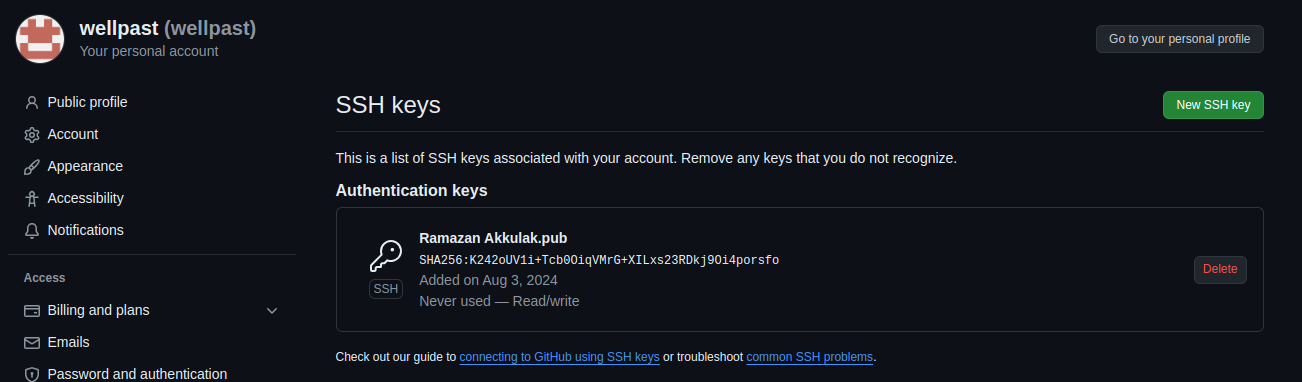 wellpast (wellpast)
Your personal account
Go to your personal profile
Public profile
Account
Appearance
Accessibility
Notifications
Access
Billing and plans
Emails
Password and authentication
SSH keys
New SSH key
This is a list of SSH keys associated with your account. Remove any keys that you do not recognize.
Authentication keys
Ramazan Akkulak.pub
SHA256:K242oUV1i+Tcb0OiqVMrG+XILxs23RDkj9Oi4porsfo
Added on Aug 3, 2024
Never used — Read/write
SSH
Delete
Check out our guide to connecting to GitHub using SSH keys or troubleshoot common SSH problems.